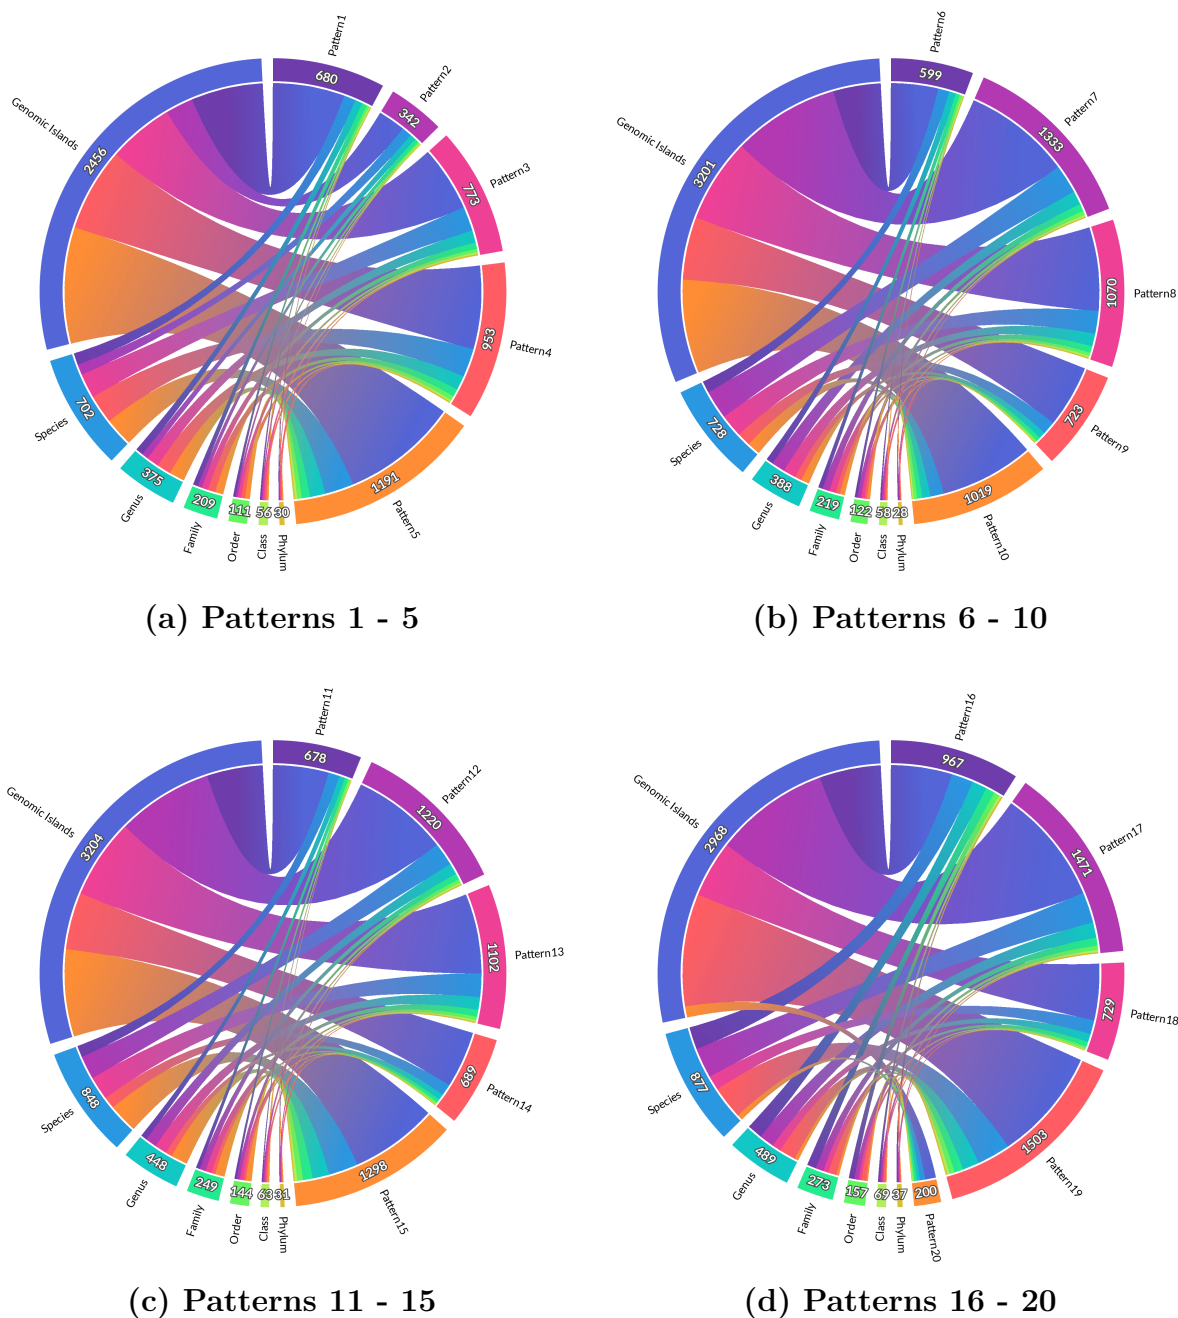 Pattern1
680
Pattern2
342
Genomic Islands
2456
Pattern3
773
Pattern4
953
Species
702
Genus
375
Family
209
Order
111
Class
56
Phylum
30
Pattern5
1191
(a) Patterns 1 - 5
Pattern6
599
Pattern7
1333
Genomic Islands
3201
Pattern8
1070
Pattern9
723
Species
728
Genus
388
Family
219
Order
122
Class
58
Phylum
28
Pattern10
1019
(b) Patterns 6 - 10
Pattern11
678
Pattern12
1220
Genomic Islands
3204
Pattern13
1102
Pattern14
689
Species
848
Genus
448
Family
249
Order
144
Class
63
Phylum
31
Pattern15
1298
(c) Patterns 11 - 15
Pattern16
967
Pattern17
1471
Genomic Islands
2968
Pattern18
729
Pattern19
1503
Species
877
Genus
489
Family
273
Order
157
Class
69
Phylum
37
Pattern20
200
(d) Patterns 16 - 20